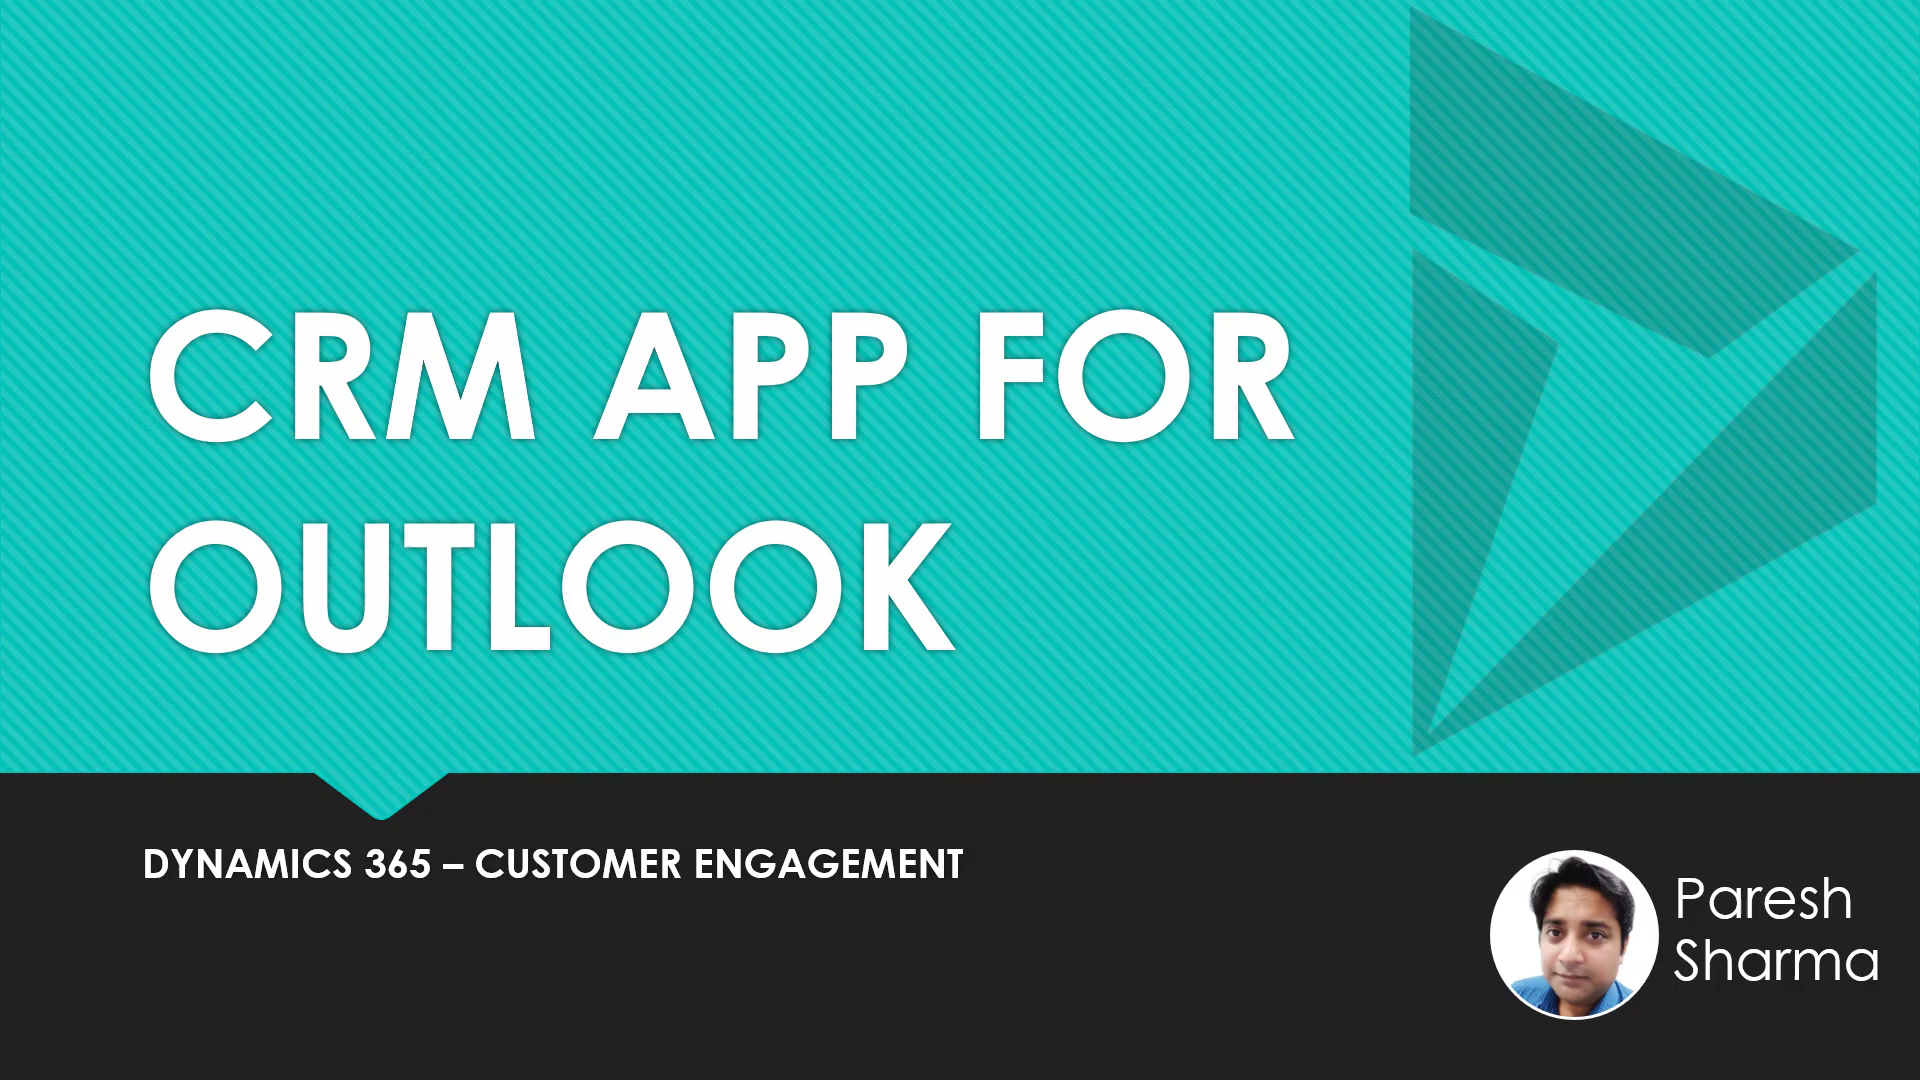 CRM APP FOR
OUTLOOK
DYNAMICS 365 – CUSTOMER ENGAGEMENT
Paresh
Sharma